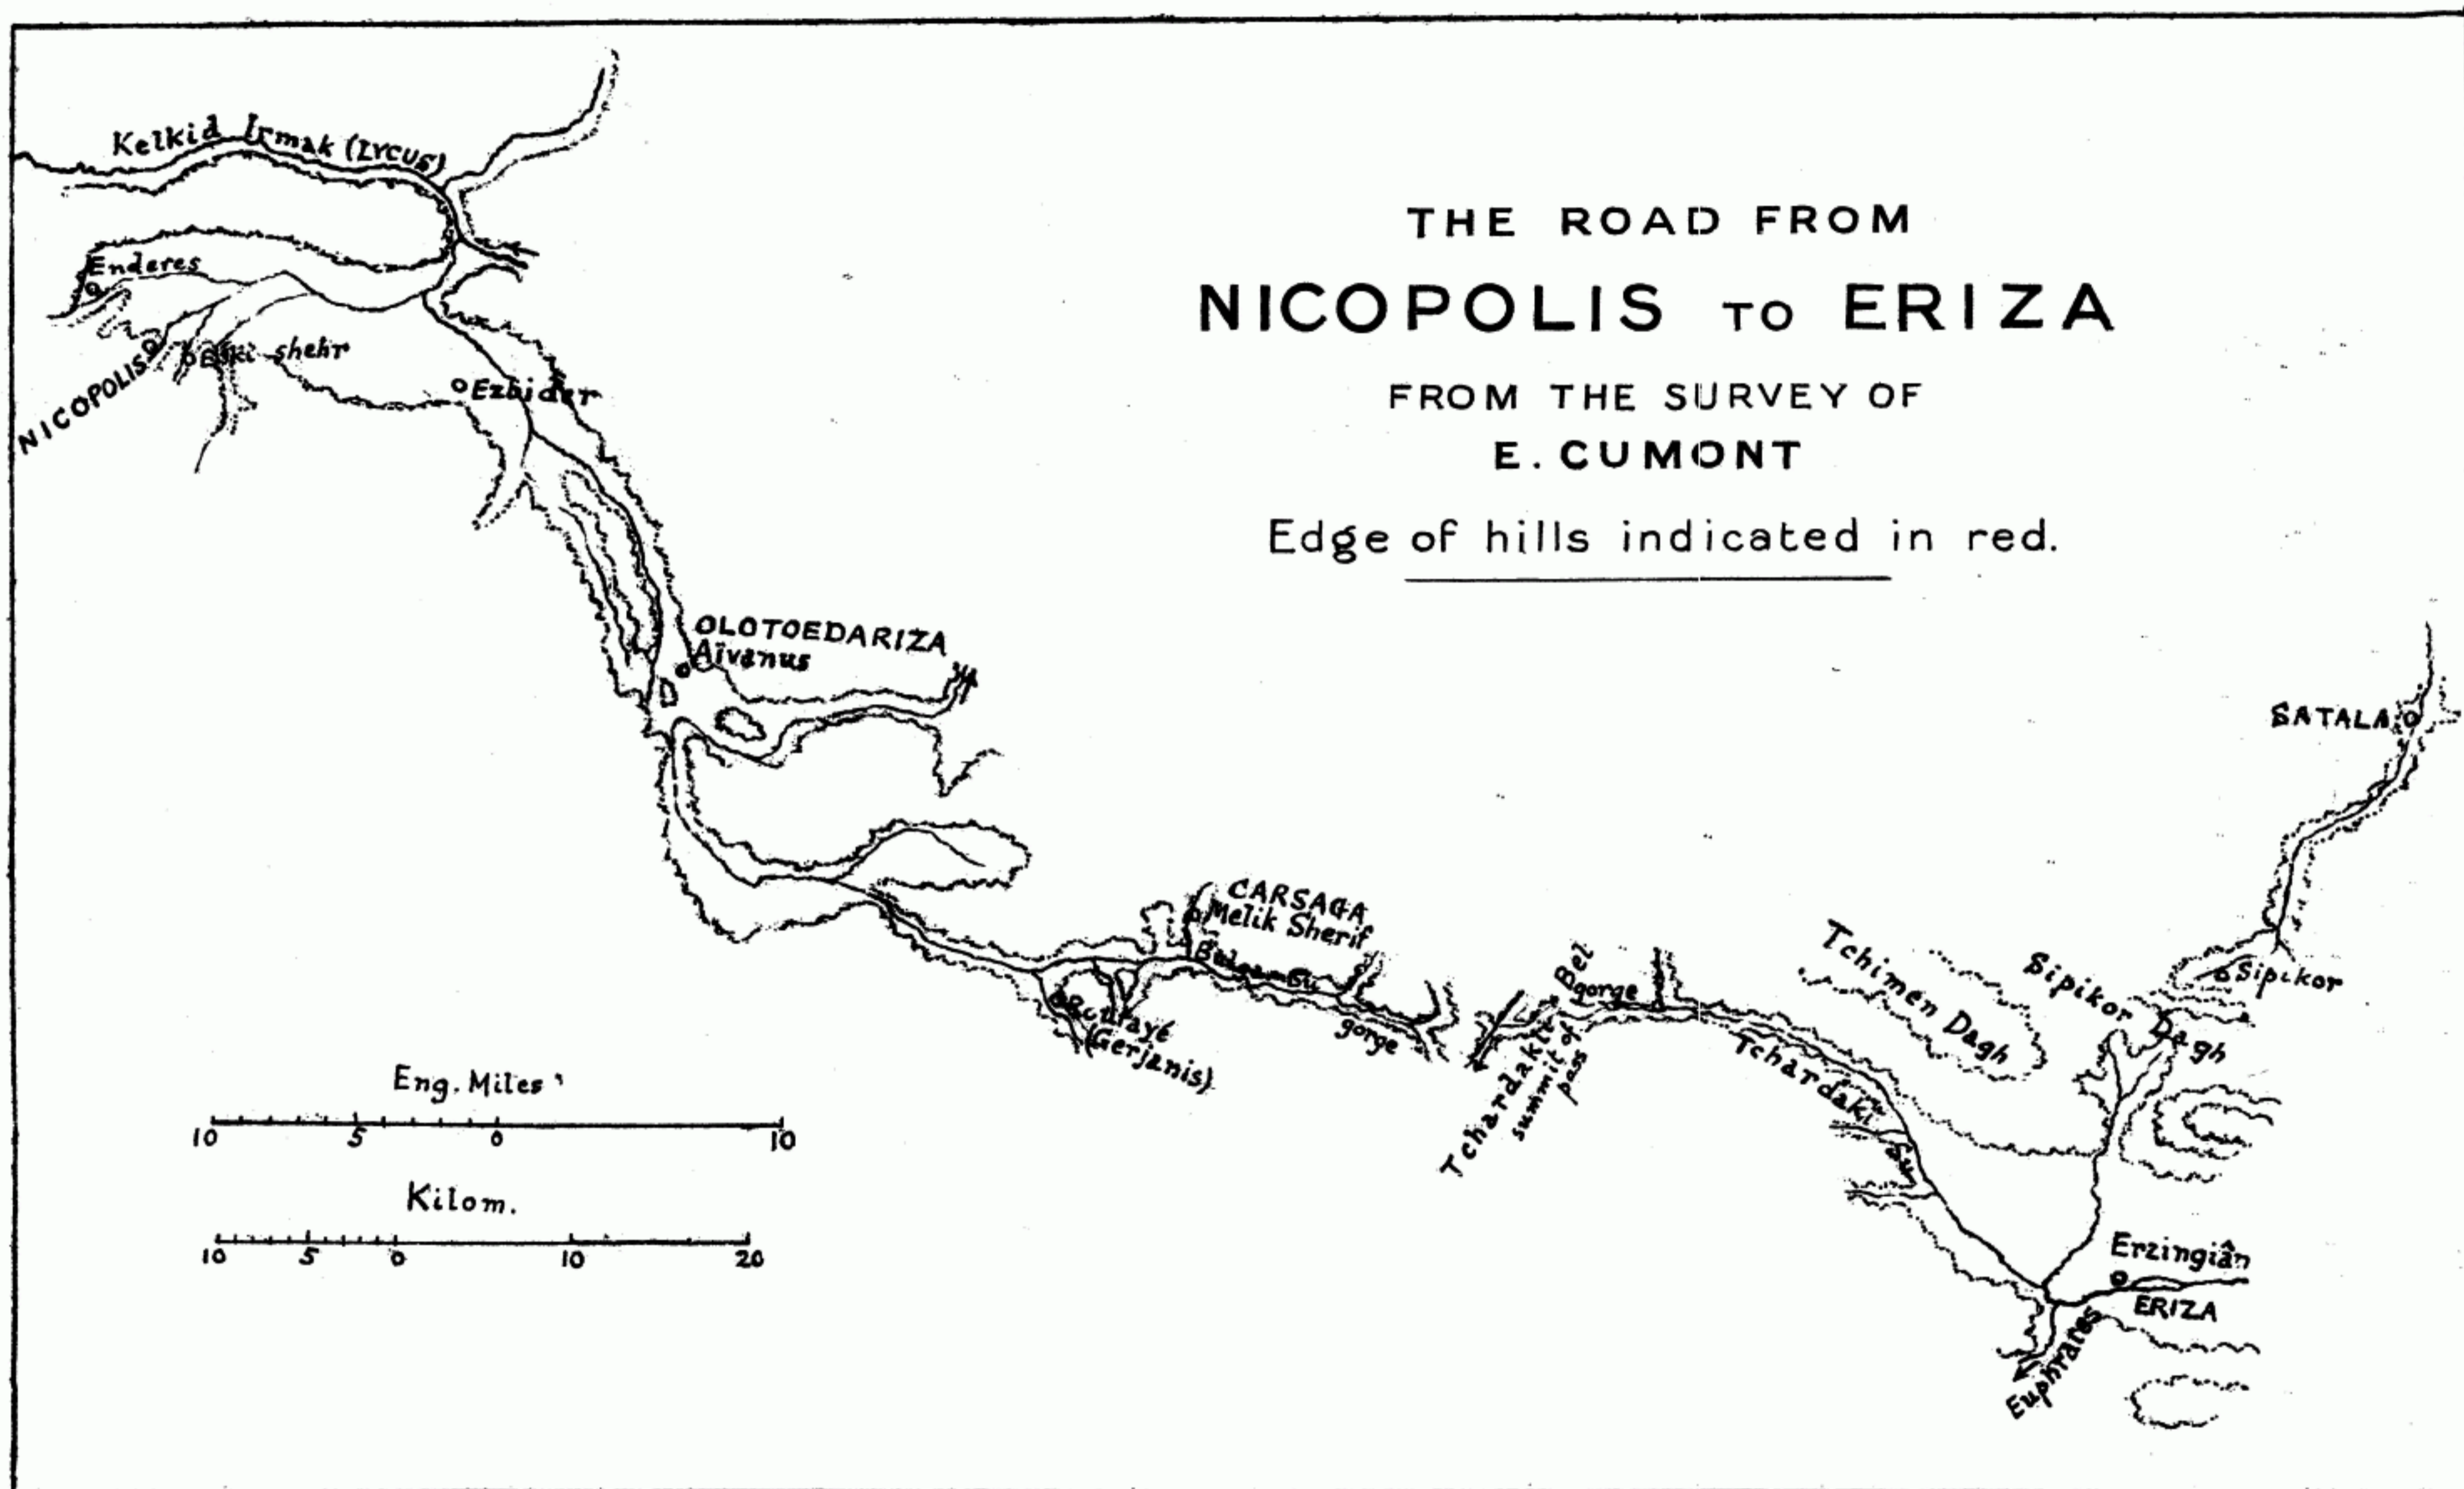 Kelkid Irmak (LYCUS)
THE ROAD FROM
NICOPOLIS TO ERIZA
FROM THE SURVEY OF
E. CUMONT
Edge of hills indicated in red.
Enderes
NICOPOLIS
Eski-shehr
Ezbider
OLOTOEDARIZA
Aïvanus
SATALA
CARSAGA
Melik Sherif
Su
gorge
(Gerjanis)
Bel
gorge
Tchardakli
summit of
pass
Tchardakli Su
Tchimen Dagh
Sipikor Dagh
Sipikor
Eng. Miles
10 5 0 10
Kilom.
10 5 0 10 20
Erzingiân
ERIZA
Euphrates